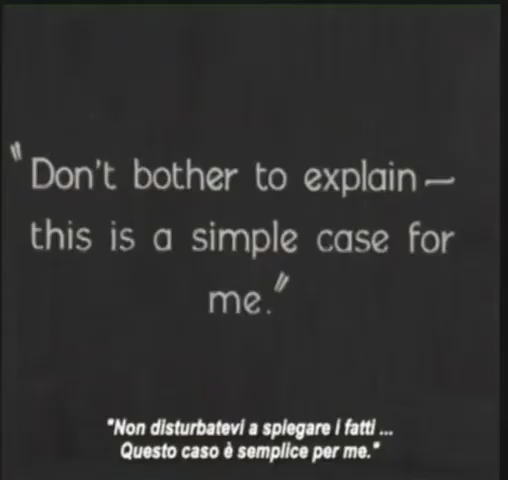 "Don't bother to explain—
this is a simple case for
me."
"Non disturbatevi a spiegare i fatti ...
Questo caso è semplice per me."